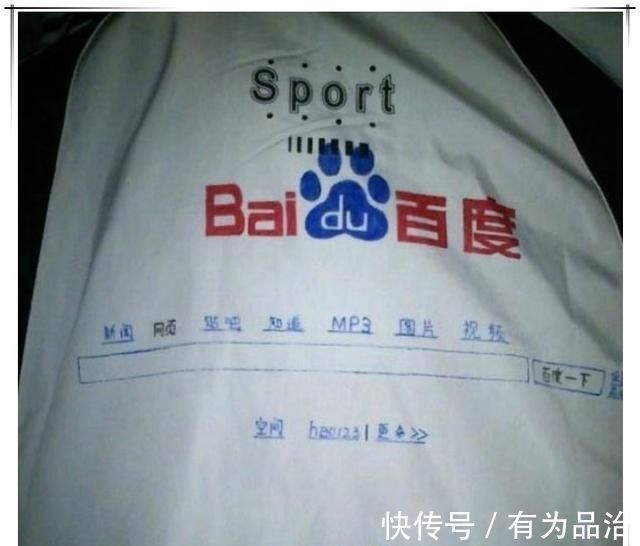 Sport
Bai du 百度
新闻 网页 贴吧 知道 MP3 图片 视频
百度一下
空间 hao123 | 更多>>
快传号 / 有为品治